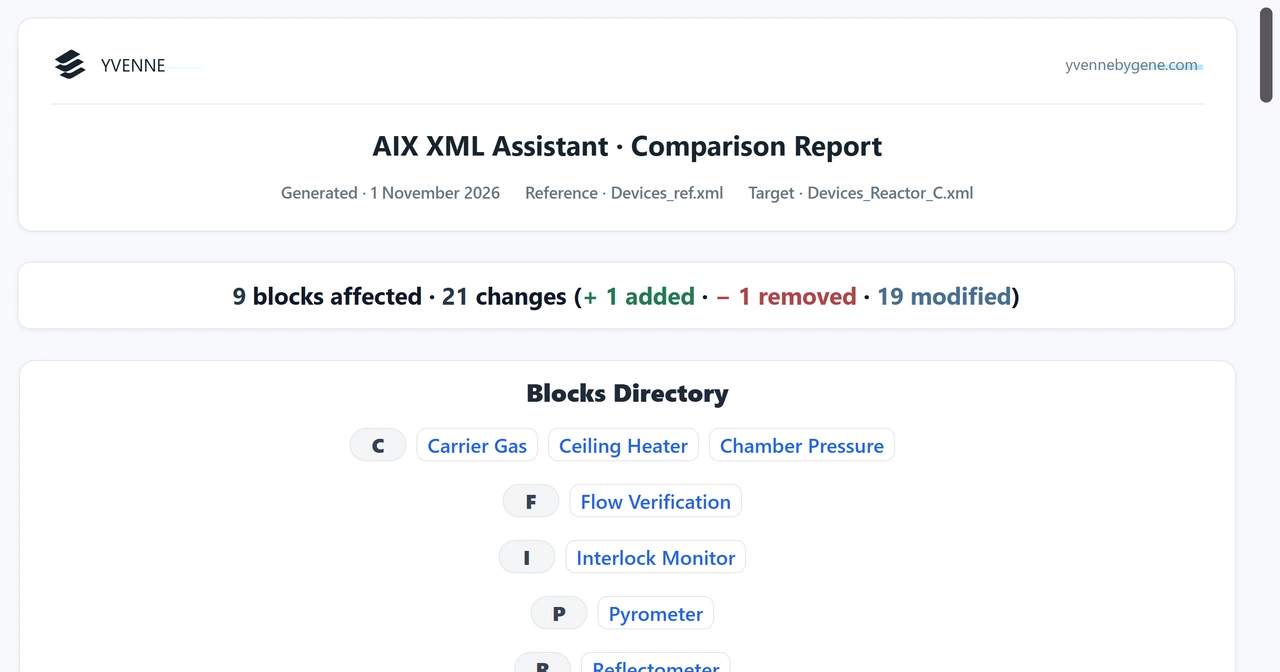 YVENNE
yvennebygene.com
AIX XML Assistant · Comparison Report
Generated · 1 November 2026 Reference · Devices_ref.xml Target · Devices_Reactor_C.xml
9 blocks affected · 21 changes (+ 1 added · − 1 removed · 19 modified)
Blocks Directory
C Carrier Gas Ceiling Heater Chamber Pressure
F Flow Verification
I Interlock Monitor
P Pyrometer
R Reflectometer